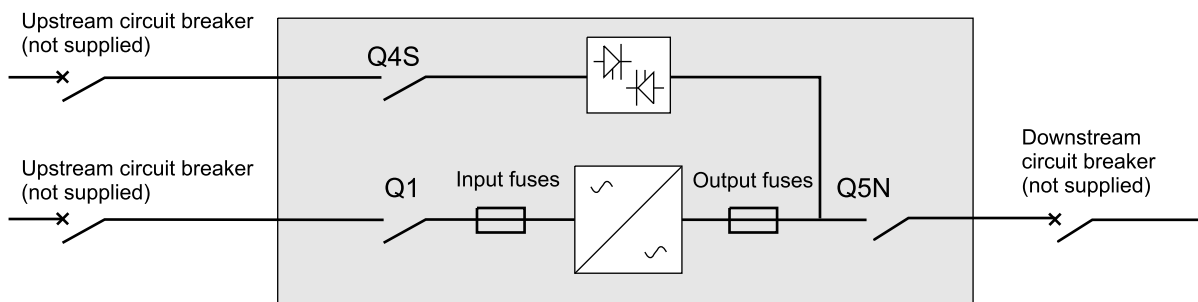 Upstream circuit breaker
(not supplied)
Q4S
Upstream circuit breaker
(not supplied)
Q1
Input fuses
Output fuses
Q5N
Downstream
circuit breaker
(not supplied)